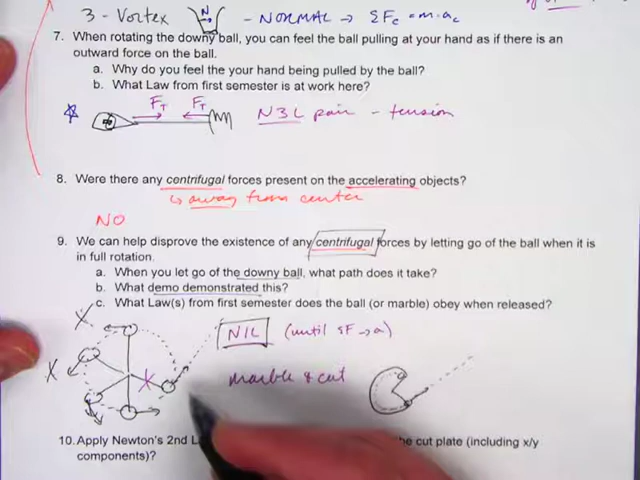 3 - Vortex N - NORMAL → ΣFc = m·ac
7. When rotating the downy ball, you can feel the ball pulling at your hand as if there is an
outward force on the ball.
a. Why do you feel the your hand being pulled by the ball?
b. What Law from first semester is at work here?
FT FT N3L pair - tension
8. Were there any centrifugal forces present on the accelerating objects?
↳ away from center
NO
9. We can help disprove the existence of any centrifugal forces by letting go of the ball when it is
in full rotation.
a. When you let go of the downy ball, what path does it take?
b. What demo demonstrated this?
c. What Law(s) from first semester does the ball (or marble) obey when released?
X N1L (until ΣF → a)
X X marble & cut
10. Apply Newton's 2nd L the cut plate (including x/y
components)?